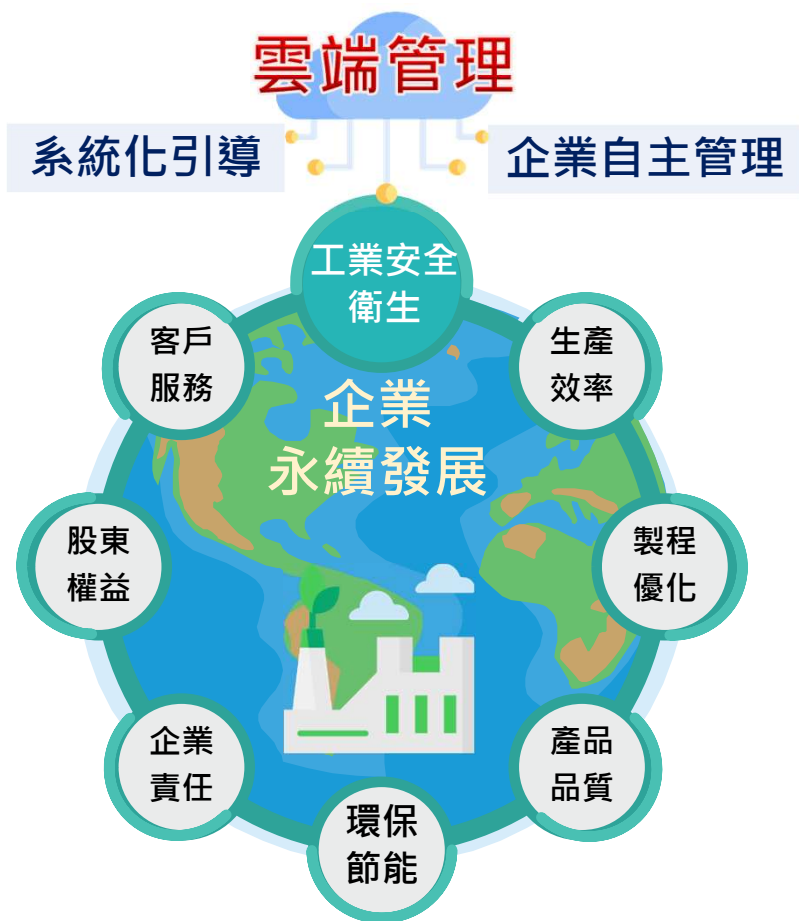 雲端管理
系統化引導
企業自主管理
工業安全
衛生
客戶
服務
生產
效率
企業
永續發展
股東
權益
製程
優化
企業
責任
產品
品質
環保
節能